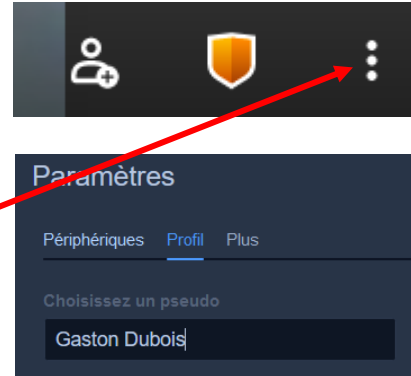 Paramètres
Périphériques Profil Plus
Choisissez un pseudo
Gaston Dubois